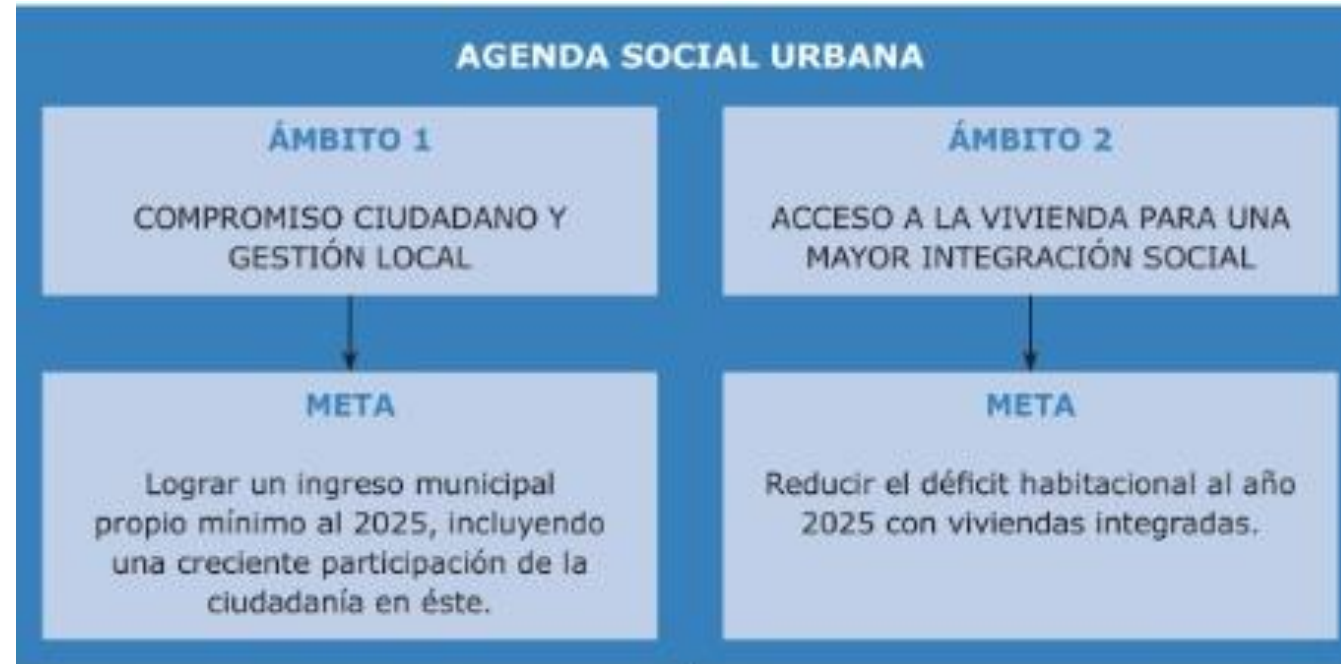 AGENDA SOCIAL URBANA
ÁMBITO 1
COMPROMISO CIUDADANO Y
GESTIÓN LOCAL
META
Lograr un ingreso municipal
propio mínimo al 2025, incluyendo
una creciente participación de la
ciudadanía en éste.
ÁMBITO 2
ACCESO A LA VIVIENDA PARA UNA
MAYOR INTEGRACIÓN SOCIAL
META
Reducir el déficit habitacional al año
2025 con viviendas integradas.